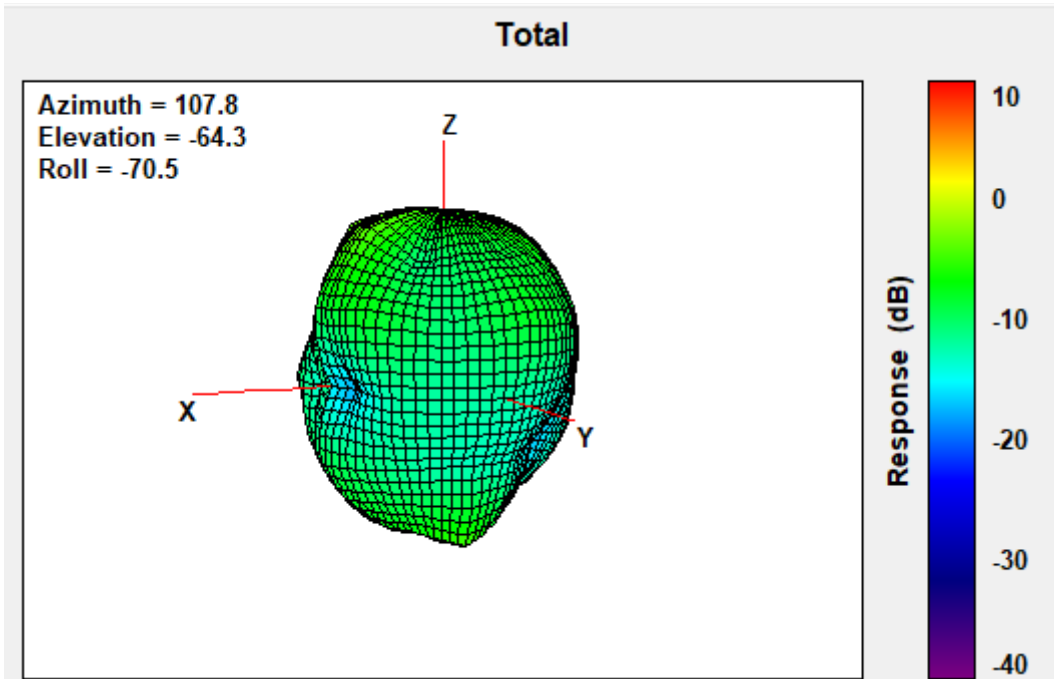 Total
Azimuth = 107.8
Elevation = -64.3
Roll = -70.5
Z
X
Y
10
0
-10
-20
-30
-40
Response (dB)